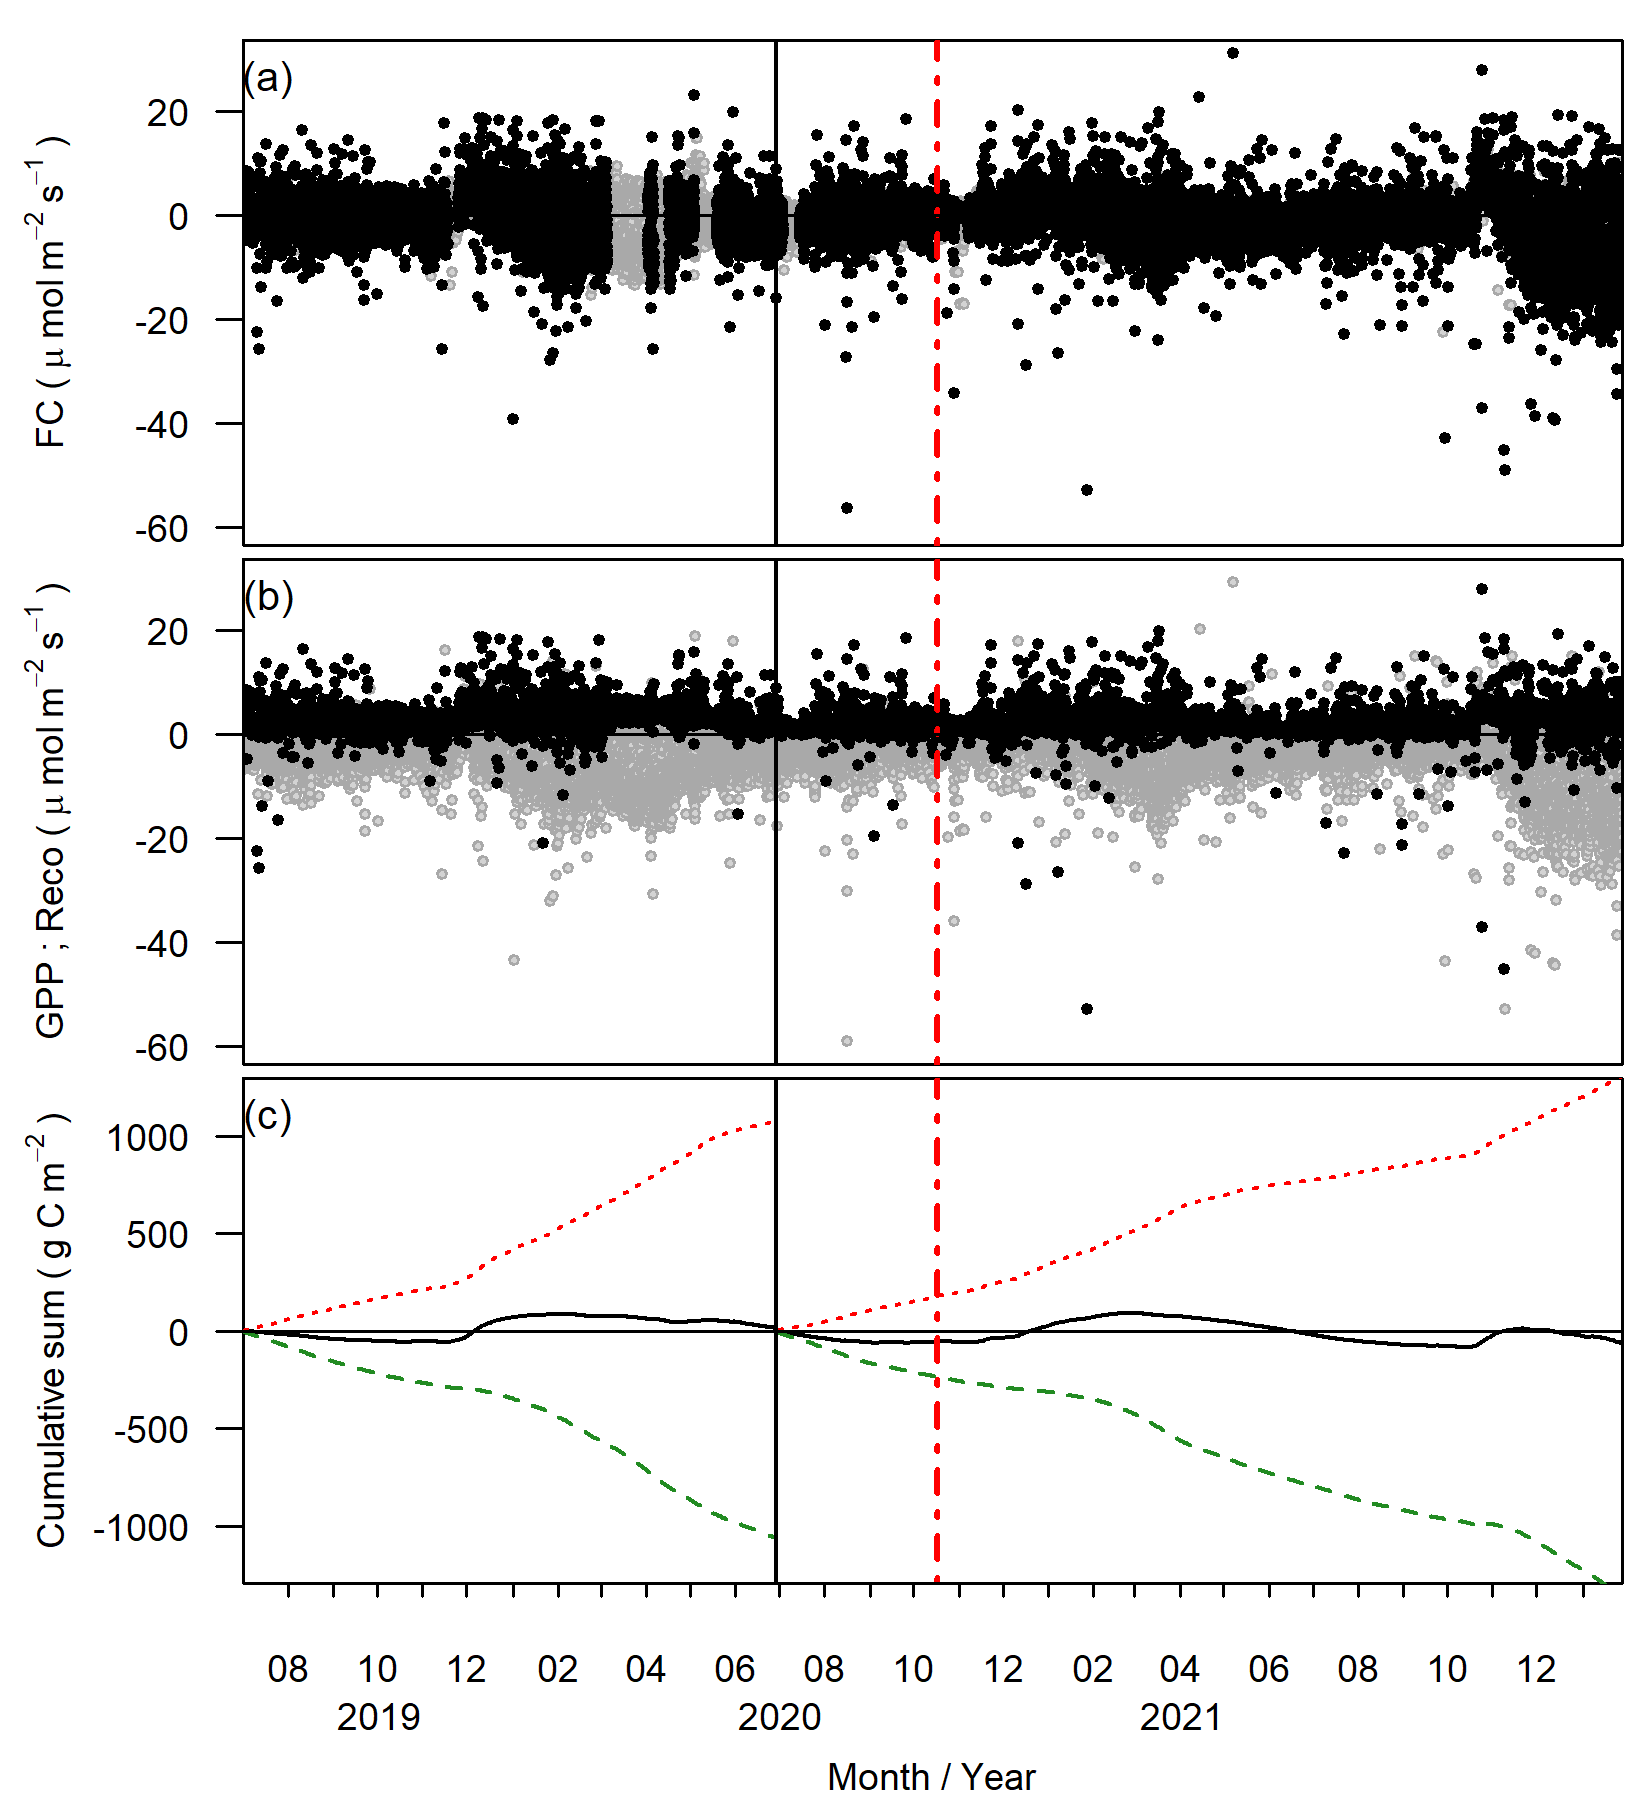 (a)
20
0
-20
-40
-60
FC ( μ mol m−2 s−1 )
(b)
20
0
-20
-40
-60
GPP ; Reco ( μ mol m−2 s−1 )
(c)
1000
500
0
-500
-1000
Cumulative sum ( g C m−2 )
08 10 12 02 04 06 08 10 12 02 04 06 08 10 12
2019 2020 2021
Month / Year